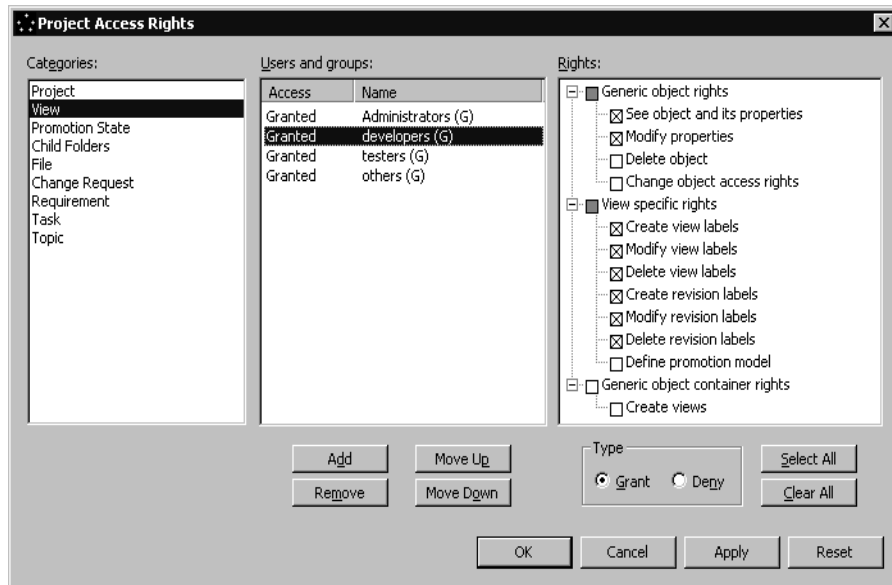 Project Access Rights
Categories:
Project
View
Promotion State
Child Folders
File
Change Request
Requirement
Task
Topic
Users and groups:
Access Name
Granted Administrators (G)
Granted developers (G)
Granted testers (G)
Granted others (G)
Rights:
Generic object rights
See object and its properties
Modify properties
Delete object
Change object access rights
View specific rights
Create view labels
Modify view labels
Delete view labels
Create revision labels
Modify revision labels
Delete revision labels
Define promotion model
Generic object container rights
Create views
Add Move Up
Remove Move Down
Type
Grant Deny
Select All
Clear All
OK Cancel Apply Reset